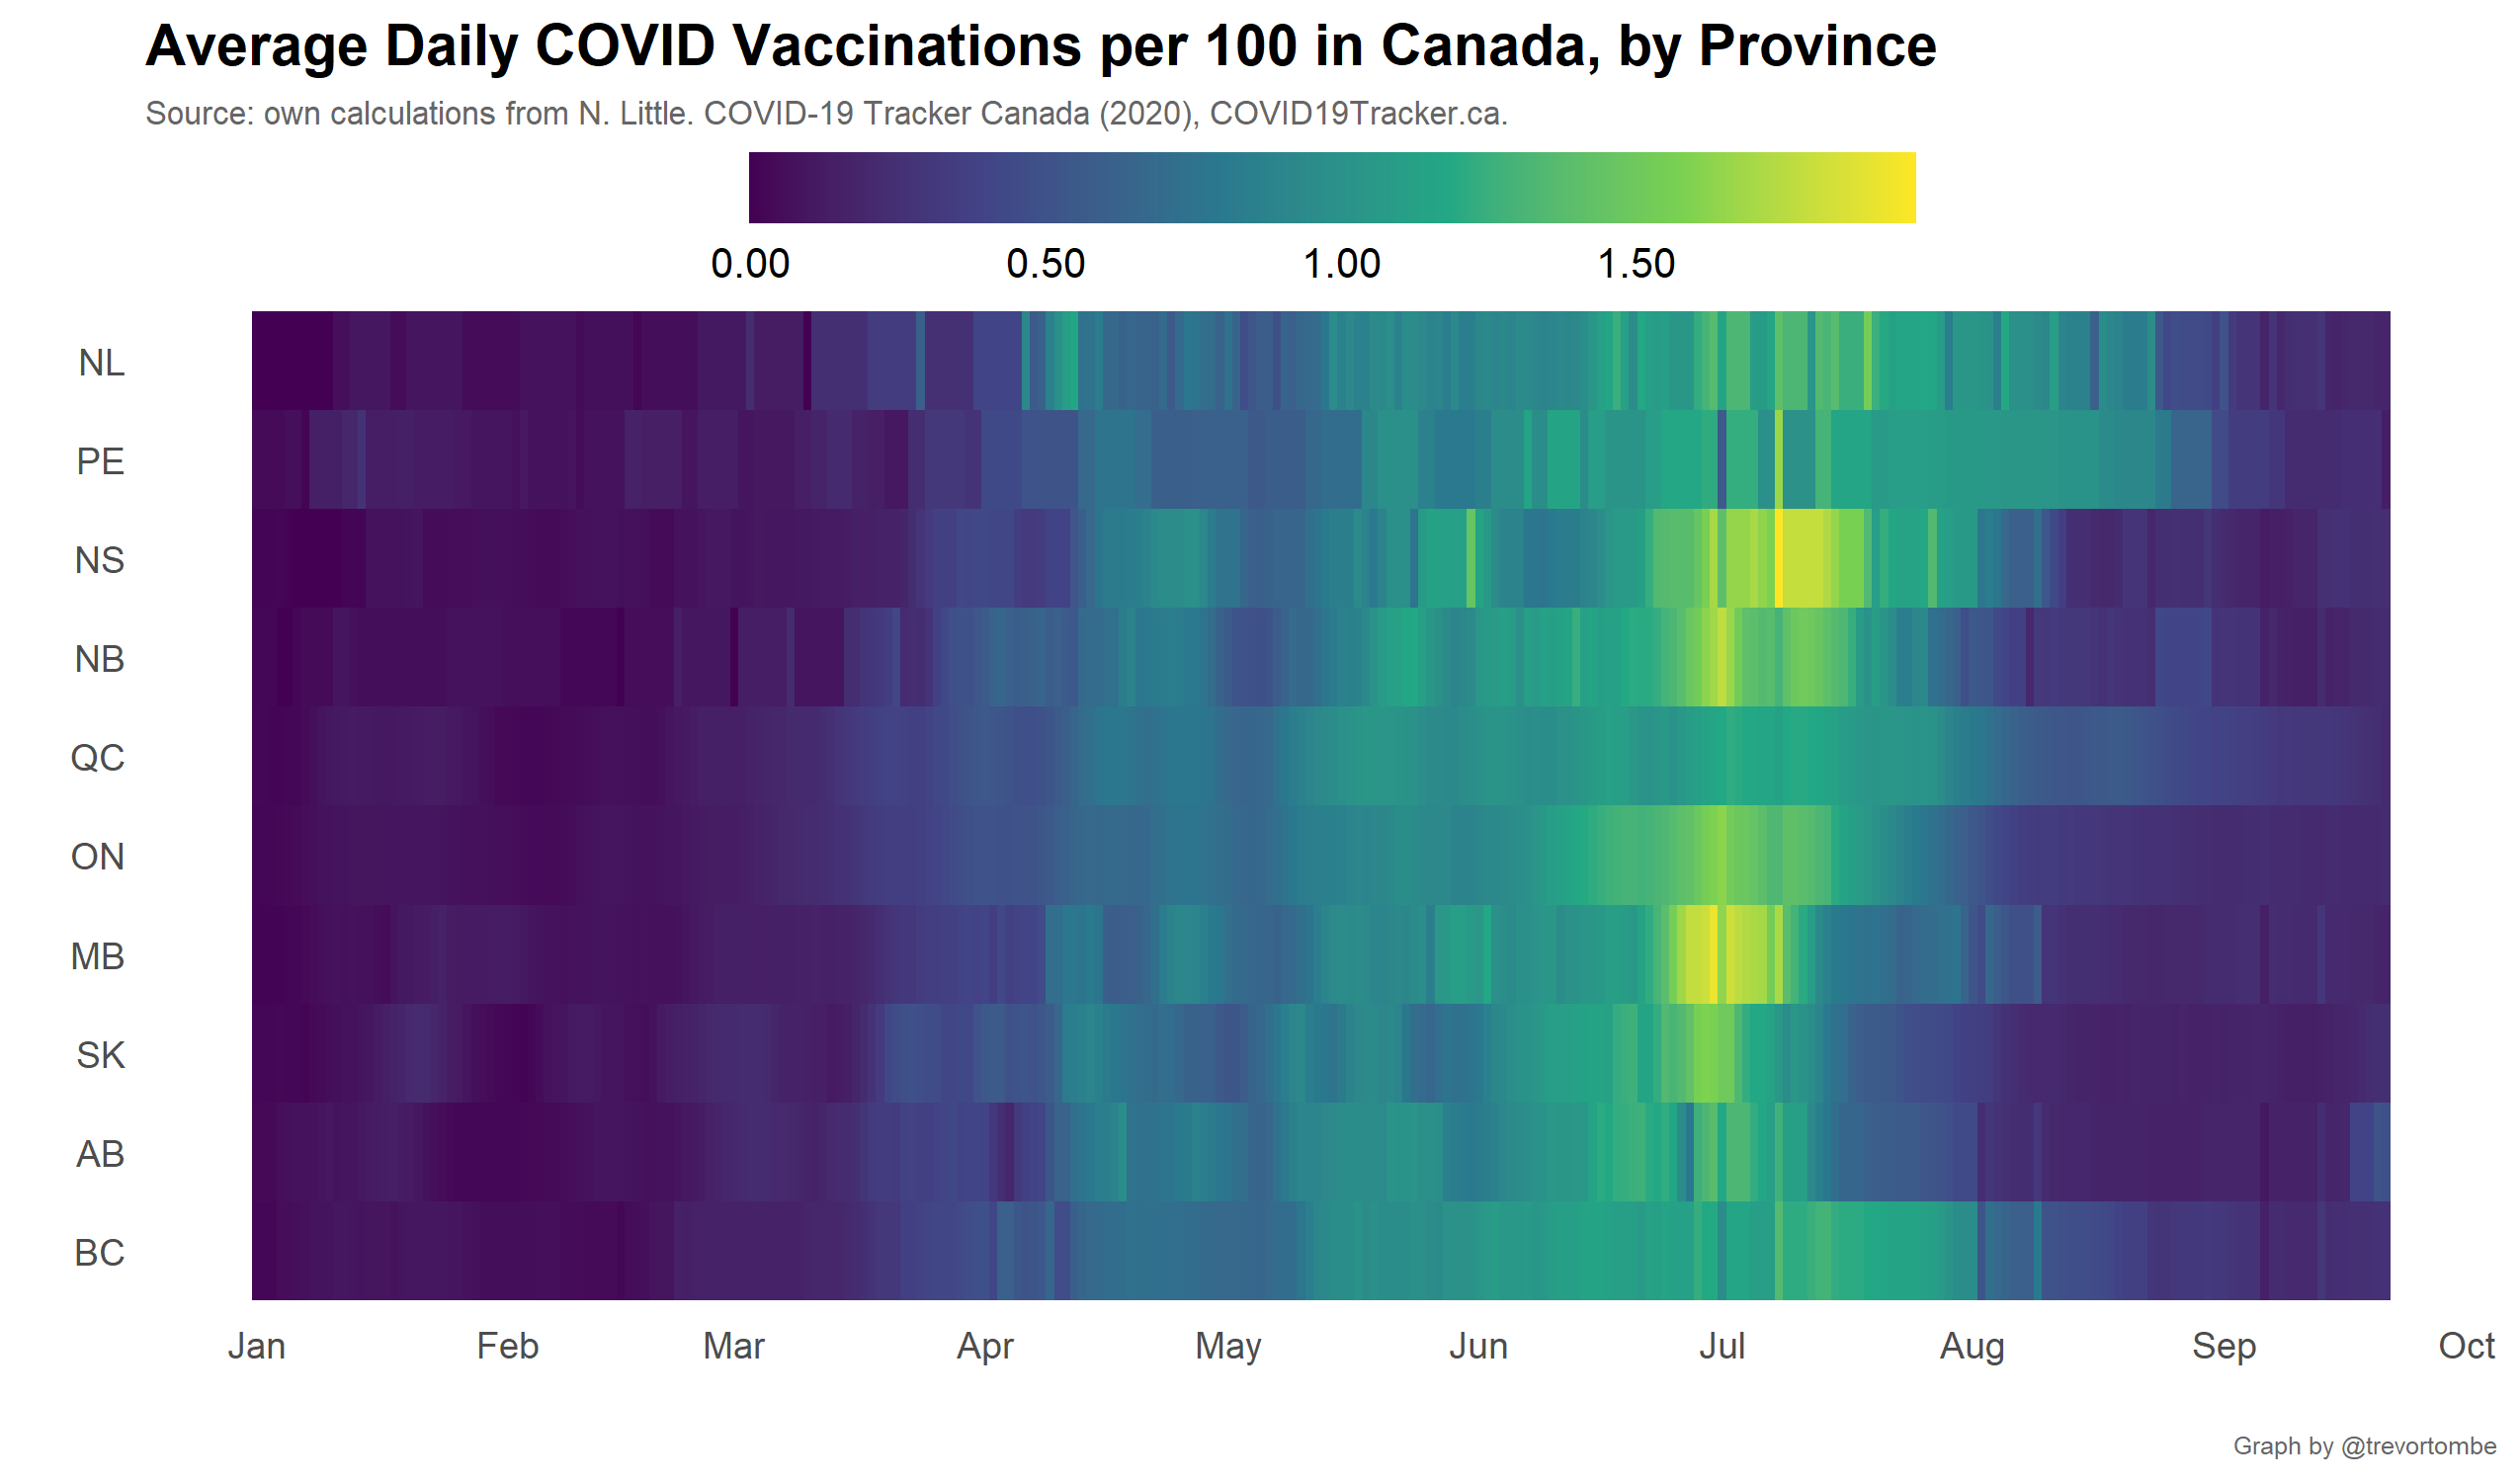 Average Daily COVID Vaccinations per 100 in Canada, by Province
Source: own calculations from N. Little. COVID-19 Tracker Canada (2020), COVID19Tracker.ca.
0.00 0.50 1.00 1.50
NL
PE
NS
NB
QC
ON
MB
SK
AB
BC
Jan Feb Mar Apr May Jun Jul Aug Sep Oct
Graph by @trevortombe